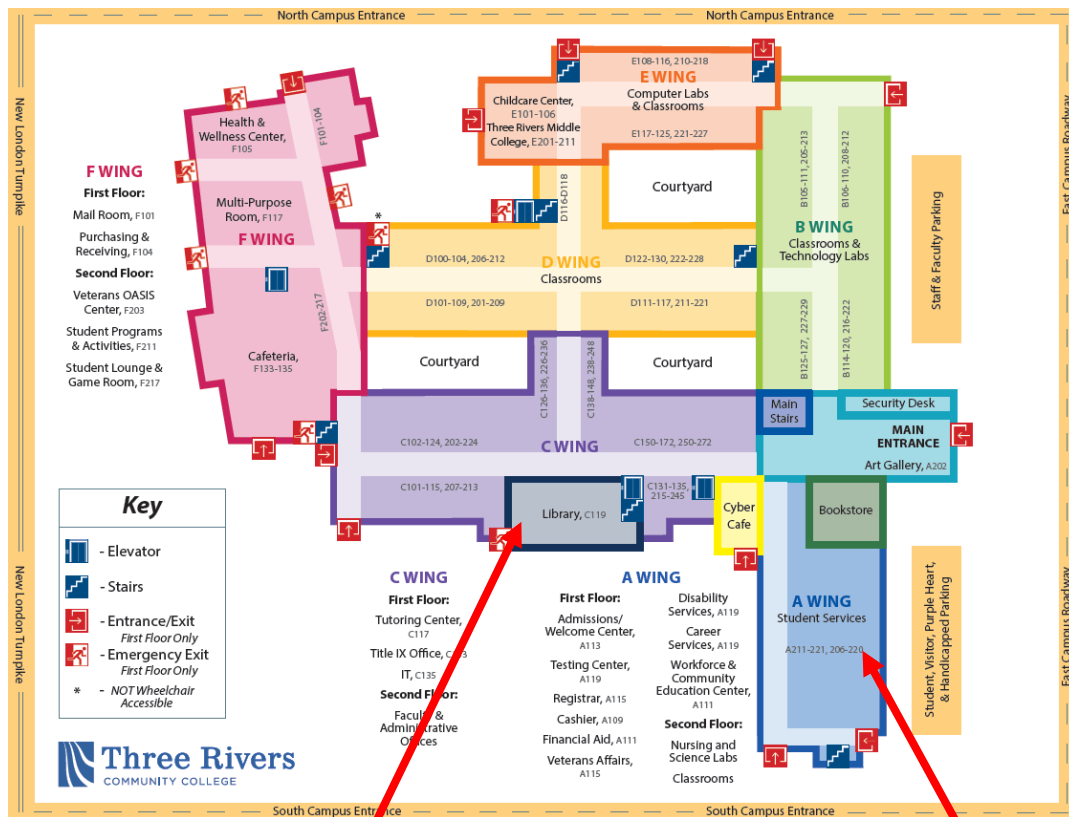 North Campus Entrance
North Campus Entrance
New London Turnpike
East Campus Roadway
E108-116, 210-218
E WING
Computer Labs
& Classrooms
E117-125, 221-227
Childcare Center,
E101-106
Three Rivers Middle
College, E201-211
Health &
Wellness Center,
F105
F101-104
F WING
First Floor:
Mail Room, F101
Purchasing &
Receiving, F104
Second Floor:
Veterans OASIS
Center, F203
Student Programs
& Activities, F211
Student Lounge &
Game Room, F217
Multi-Purpose
Room, F117
F WING
F202-217
Cafeteria,
F133-135
*
D116-D118
Courtyard
D100-104, 206-212
D WING
Classrooms
D122-130, 222-228
D101-109, 201-209
D111-117, 211-221
B105-111, 205-213
B106-110, 208-212
B WING
Classrooms &
Technology Labs
B125-127, 227-229
B114-120, 216-222
Staff & Faculty Parking
Courtyard
C126-136, 226-236
C138-148, 238-248
Courtyard
Main
Stairs
Security Desk
MAIN
ENTRANCE
Art Gallery, A202
C102-124, 202-224
C WING
C150-172, 250-272
C101-115, 207-213
Library, C119
C131-135,
215-245
Cyber
Cafe
Bookstore
A WING
Student Services
A211-221, 206-220
Student, Visitor, Purple Heart,
& Handicapped Parking
New London Turnpike
East Campus Roadway
Key
- Elevator
- Stairs
- Entrance/Exit
First Floor Only
- Emergency Exit
First Floor Only
* - NOT Wheelchair
Accessible
C WING
First Floor:
Tutoring Center,
C117
Title IX Office,
IT, C135
Second Floor:
Faculty &
Administrative
Offices
A WING
First Floor:
Admissions/
Welcome Center,
A113
Testing Center,
A119
Registrar, A115
Cashier, A109
Financial Aid, A111
Veterans Affairs,
A115
Disability
Services, A119
Career
Services, A119
Workforce &
Community
Education Center,
A111
Second Floor:
Nursing and
Science Labs
Classrooms
Three Rivers
COMMUNITY COLLEGE
South Campus Entrance
South Campus Entrance